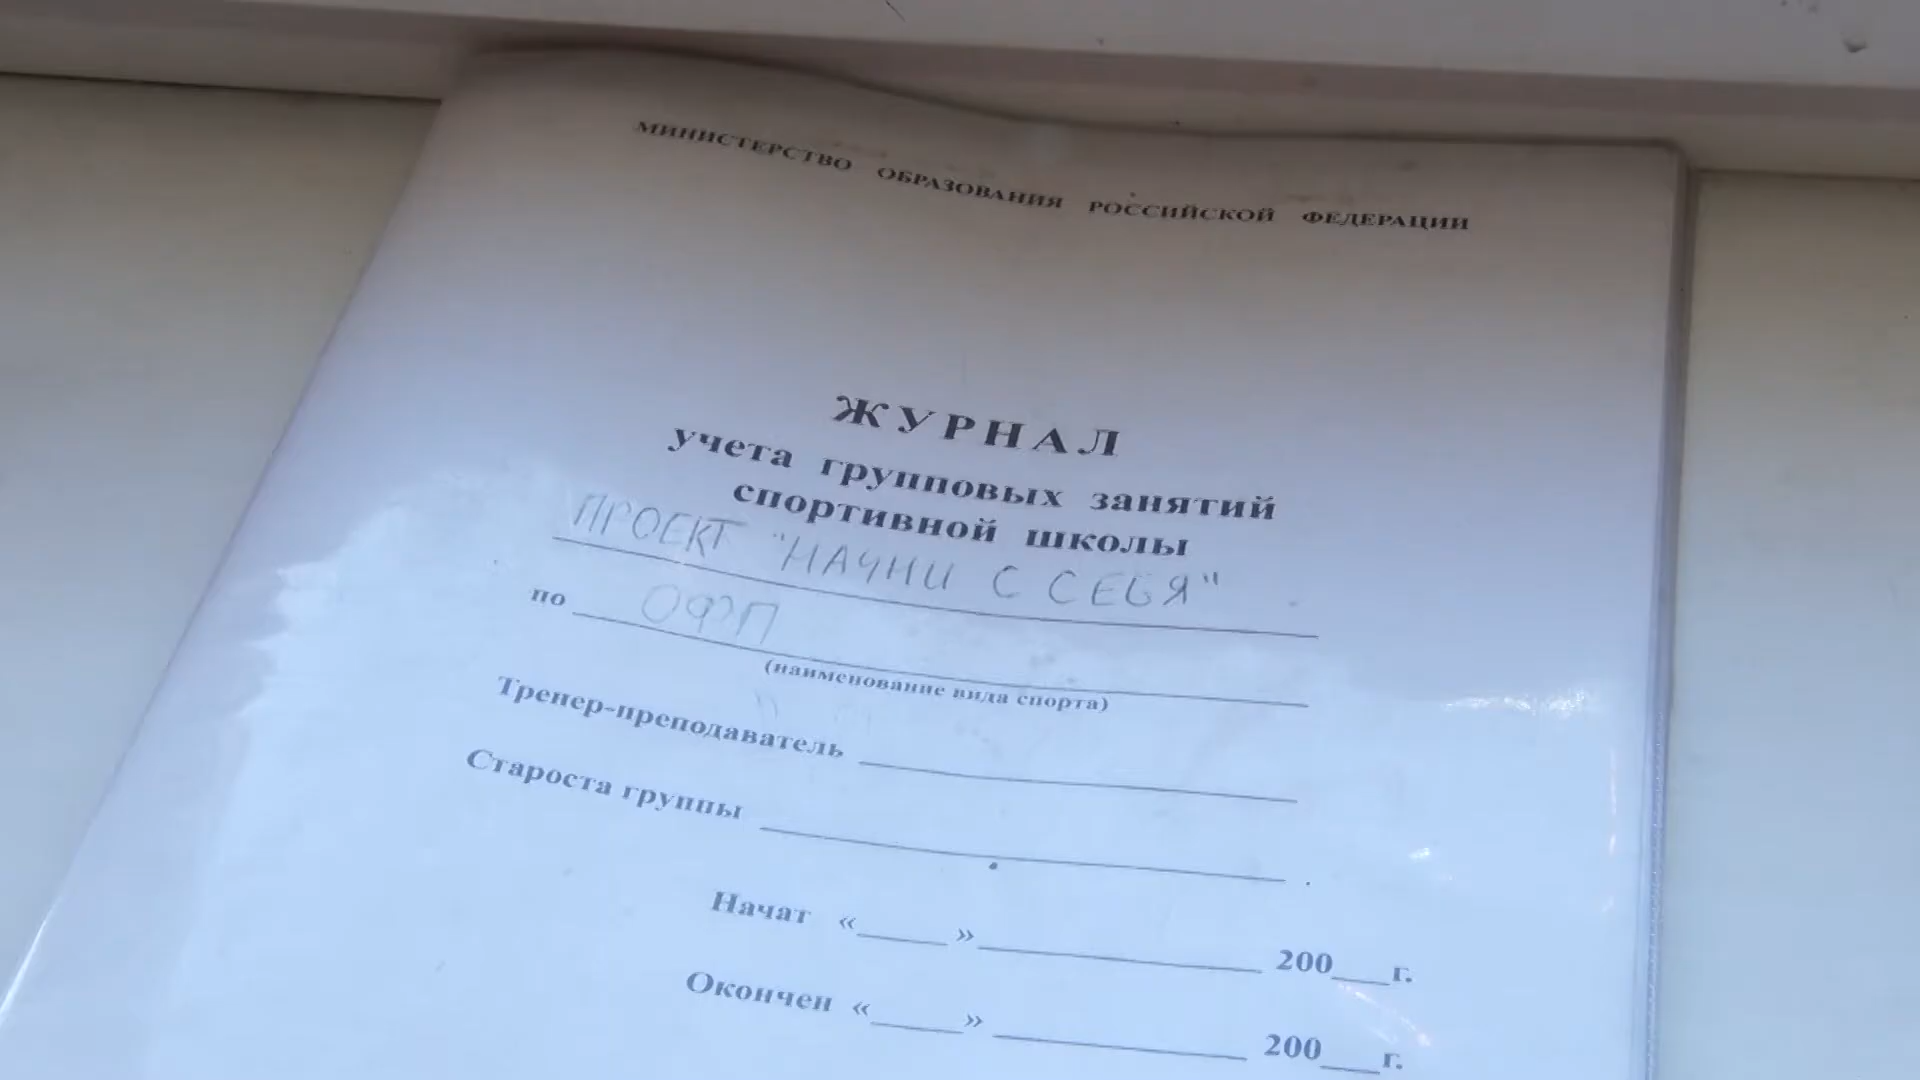 МИНИСТЕРСТВО ОБРАЗОВАНИЯ РОССИЙСКОЙ ФЕДЕРАЦИИ
ЖУРНАЛ
учета групповых занятий
спортивной школы
ПРОЕКТ "НАЧНИ С СЕБЯ"
по ОФП
(наименование вида спорта)
Тренер-преподаватель
Староста группы
Начат «____»____________ 200___г.
Окончен «____»____________ 200___г.